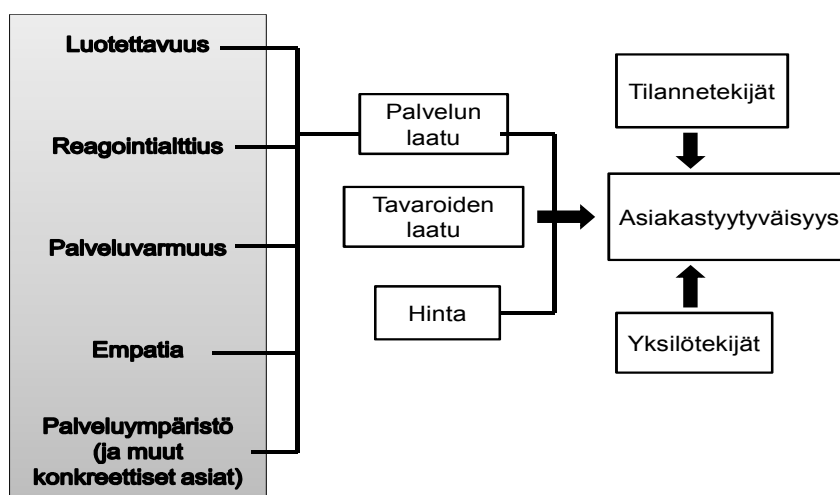 Luotettavuus
Reagointialttius
Palveluvarmuus
Empatia
Palveluympäristö
(ja muut
konkreettiset asiat)
Palvelun
laatu
Tavaroiden
laatu
Hinta
Tilannetekijät
Asiakastyytyväisyys
Yksilötekijät